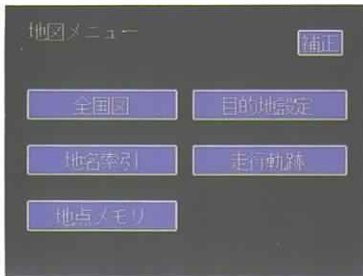 地図メニュー
補正
全国図
目的地設定
地名索引
走行軌跡
地点メモリ